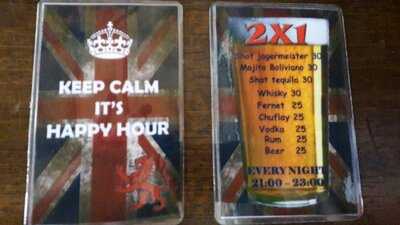 KEEP CALM
IT'S
HAPPY HOUR
2X1
Shot jagermeister 30
Mojito Boliviano 30
Shot tequila 30
Whisky 30
Fernet 25
Chuflay 25
Vodka 25
Rum 25
Beer 25
EVERY NIGHT
21:00 - 23:00